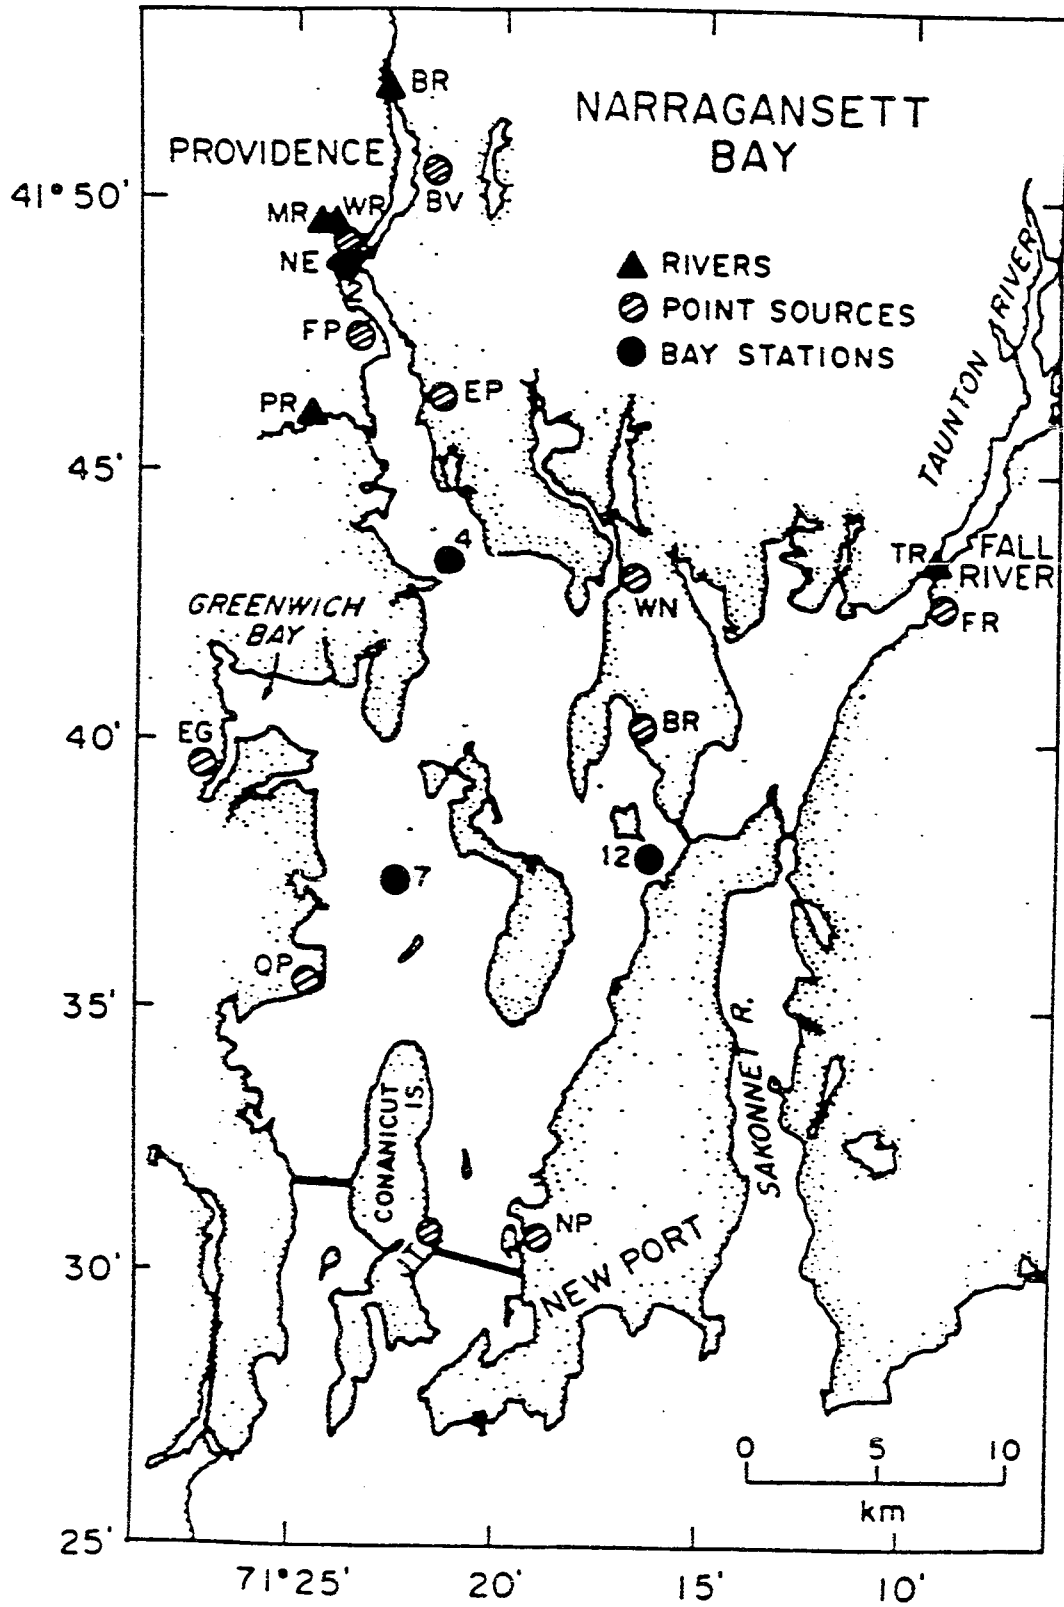 NARRAGANSETT
BAY
BR
PROVIDENCE
41° 50'
BV
MR
WR
NE
RIVERS
POINT SOURCES
BAY STATIONS
TAUNTON RIVER
FP
EP
PR
45'
4
TR
FALL
RIVER
FR
WN
GREENWICH
BAY
40'
EG
BR
12
7
QP
35'
SAKONNET R.
CONANICUT
IS.
NP
NEW PORT
JT
30'
0 5 10
km
25'
71° 25' 20' 15' 10'